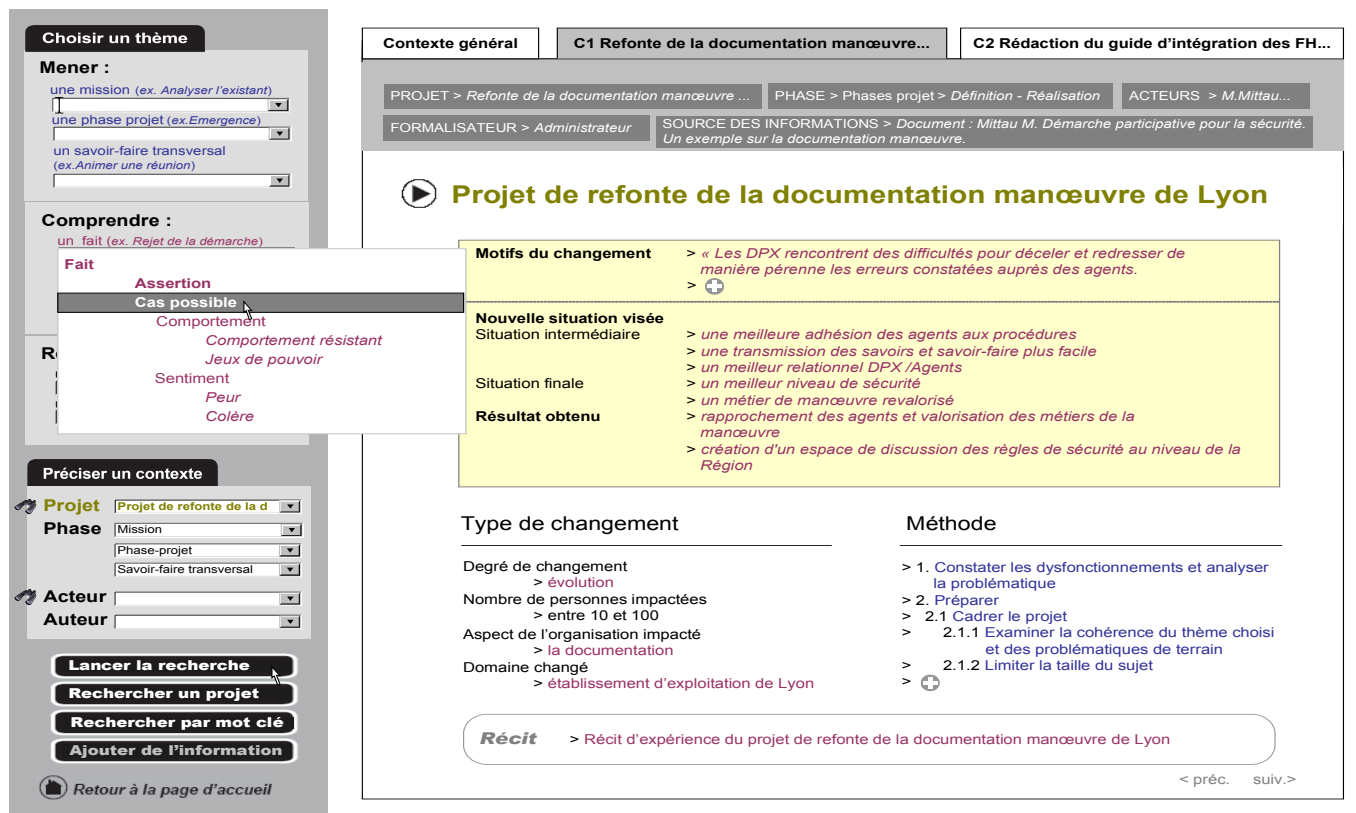 Choisir un thème
Mener :
une mission (ex. Analyser l'existant)
une phase projet (ex.Emergence)
un savoir-faire transversal
(ex.Animer une réunion)
Comprendre :
un fait (ex. Rejet de la démarche)
Fait
Assertion
Cas possible
Comportement
Comportement résistant
Jeux de pouvoir
Sentiment
Peur
Colère
Préciser un contexte
Projet Projet de refonte de la d
Phase Mission
Phase-projet
Savoir-faire transversal
Acteur
Auteur
Lancer la recherche
Rechercher un projet
Rechercher par mot clé
Ajouter de l'information
Retour à la page d'accueil
Contexte général
C1 Refonte de la documentation manœuvre...
C2 Rédaction du guide d'intégration des FH...
PROJET > Refonte de la documentation manœuvre ...
PHASE > Phases projet > Définition - Réalisation
ACTEURS > M.Mittau...
FORMALISATEUR > Administrateur
SOURCE DES INFORMATIONS > Document : Mittau M. Démarche participative pour la sécurité.
Un exemple sur la documentation manœuvre.
Projet de refonte de la documentation manœuvre de Lyon
Motifs du changement > « Les DPX rencontrent des difficultés pour déceler et redresser de
manière pérenne les erreurs constatées auprès des agents.
>
Nouvelle situation visée
Situation intermédiaire > une meilleure adhésion des agents aux procédures
> une transmission des savoirs et savoir-faire plus facile
> un meilleur relationnel DPX /Agents
Situation finale > un meilleur niveau de sécurité
> un métier de manœuvre revalorisé
Résultat obtenu > rapprochement des agents et valorisation des métiers de la
manœuvre
> création d'un espace de discussion des règles de sécurité au niveau de la
Région
Type de changement
Degré de changement
> évolution
Nombre de personnes impactées
> entre 10 et 100
Aspect de l'organisation impacté
> la documentation
Domaine changé
> établissement d'exploitation de Lyon
Méthode
> 1. Constater les dysfonctionnements et analyser
la problématique
> 2. Préparer
> 2.1 Cadrer le projet
> 2.1.1 Examiner la cohérence du thème choisi
et des problématiques de terrain
> 2.1.2 Limiter la taille du sujet
>
Récit > Récit d'expérience du projet de refonte de la documentation manœuvre de Lyon
< préc. suiv.>